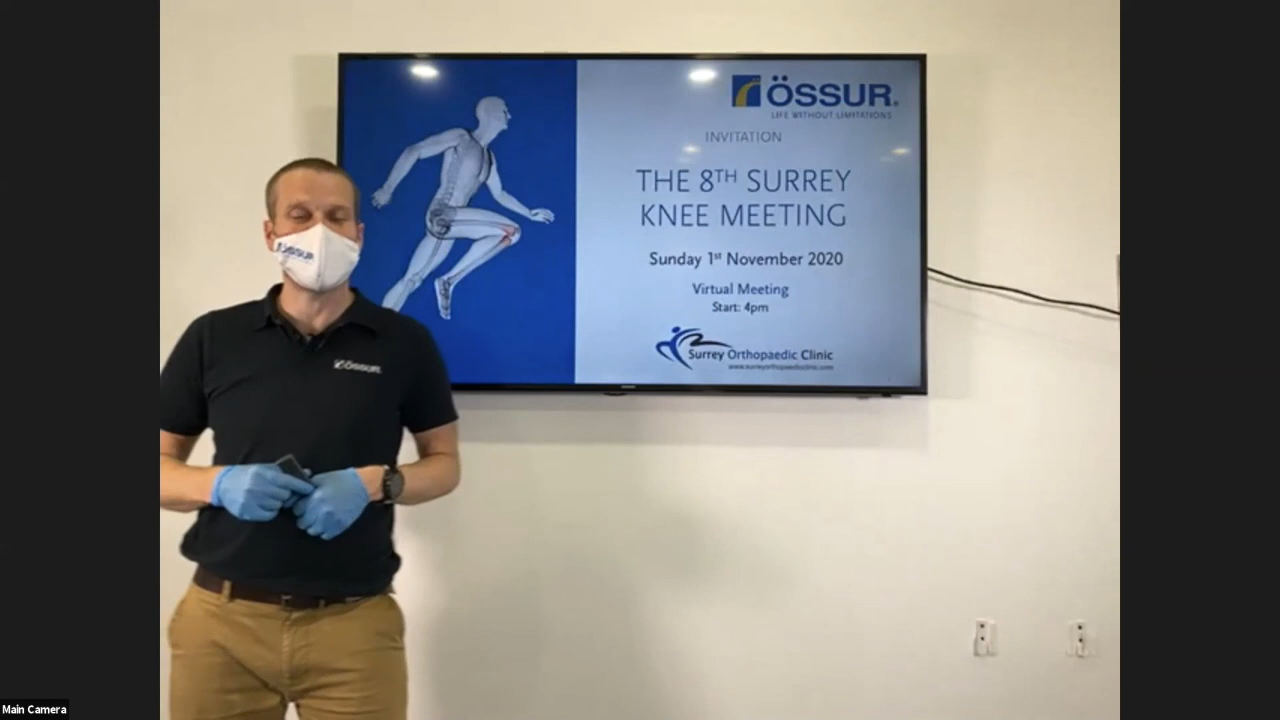 ÖSSUR®
LIFE WITHOUT LIMITATIONS
INVITATION
THE 8TH SURREY
KNEE MEETING
Sunday 1st November 2020
Virtual Meeting
Start: 4pm
Surrey Orthopaedic Clinic
www.surreyorthopaedicclinic.com
ÖSSUR
ÖSSUR
Main Camera